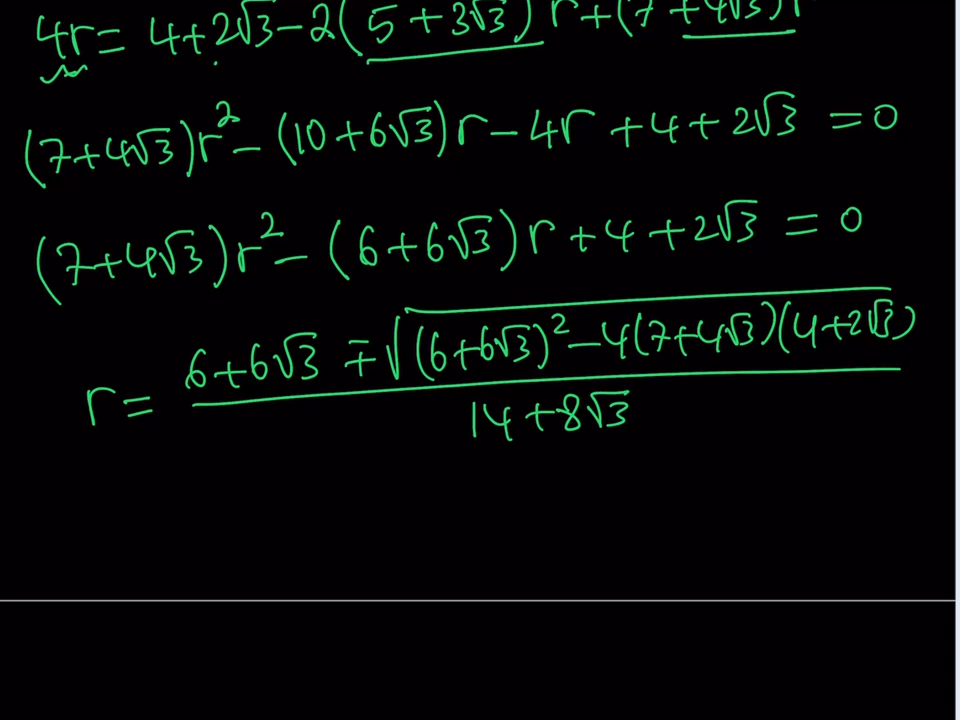 4r = 4+2√3-2(5+3√3)r+(7+4√3)r
(7+4√3)r² - (10+6√3)r - 4r + 4 + 2√3 = 0
(7+4√3)r² - (6+6√3)r + 4 + 2√3 = 0
r = (6+6√3 ∓ √((6+6√3)² - 4(7+4√3)(4+2√3))) / (14+8√3)